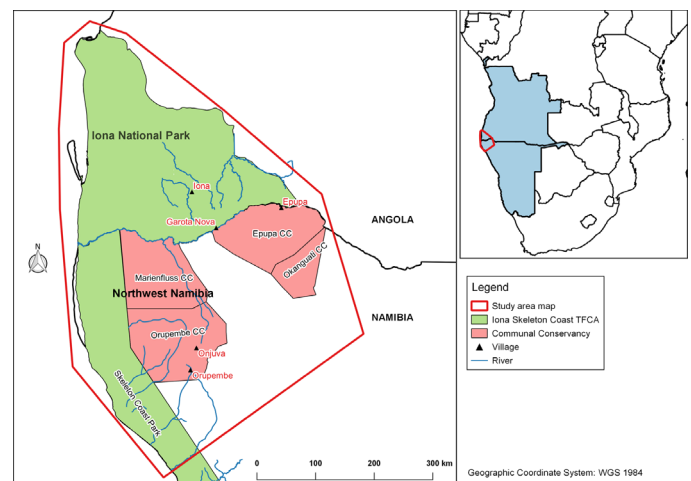 Iona National Park
Iona
Epupa
Garota Nova
ANGOLA
Epupa CC
Okanguati CC
N
Marienfluss CC
Northwest Namibia
NAMIBIA
Orupembe CC
Onjuva
Orupembe
Skeleton Coast Park
0 100 200 300 km
Legend
Study area map
Iona Skeleton Coast TFCA
Communal Conservancy
Village
River
Geographic Coordinate System: WGS 1984